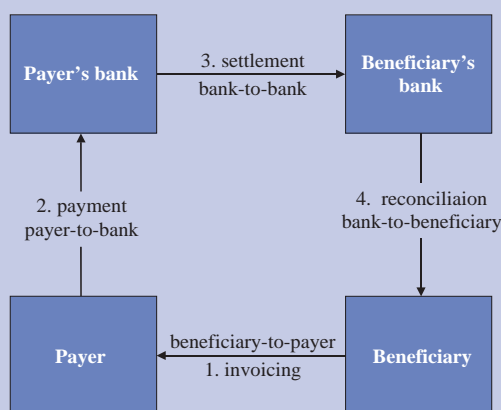 Payer's bank
3. settlement
bank-to-bank
Beneficiary's
bank
2. payment
payer-to-bank
4. reconciliaion
bank-to-beneficiary
Payer
beneficiary-to-payer
1. invoicing
Beneficiary